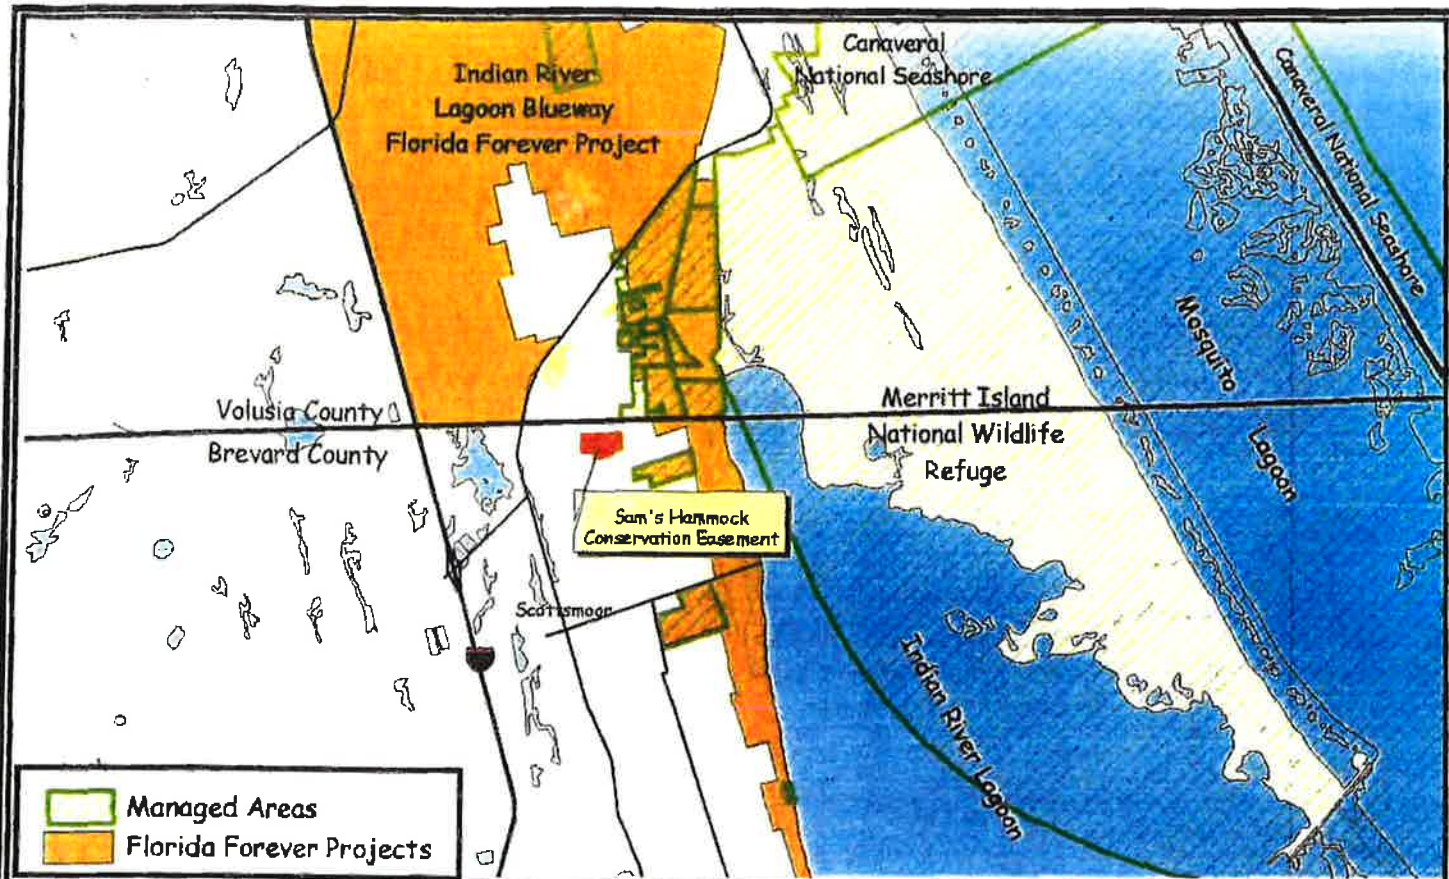 Indian River
Lagoon Blueway
Florida Forever Project
Canaveral
National Seashore
Canaveral National Seashore
Mosquito
Lagoon
Volusia County
Brevard County
Merritt Island
National Wildlife
Refuge
Sam's Hammock
Conservation Easement
Scottsmoor
Indian River Lagoon
Managed Areas
Florida Forever Projects